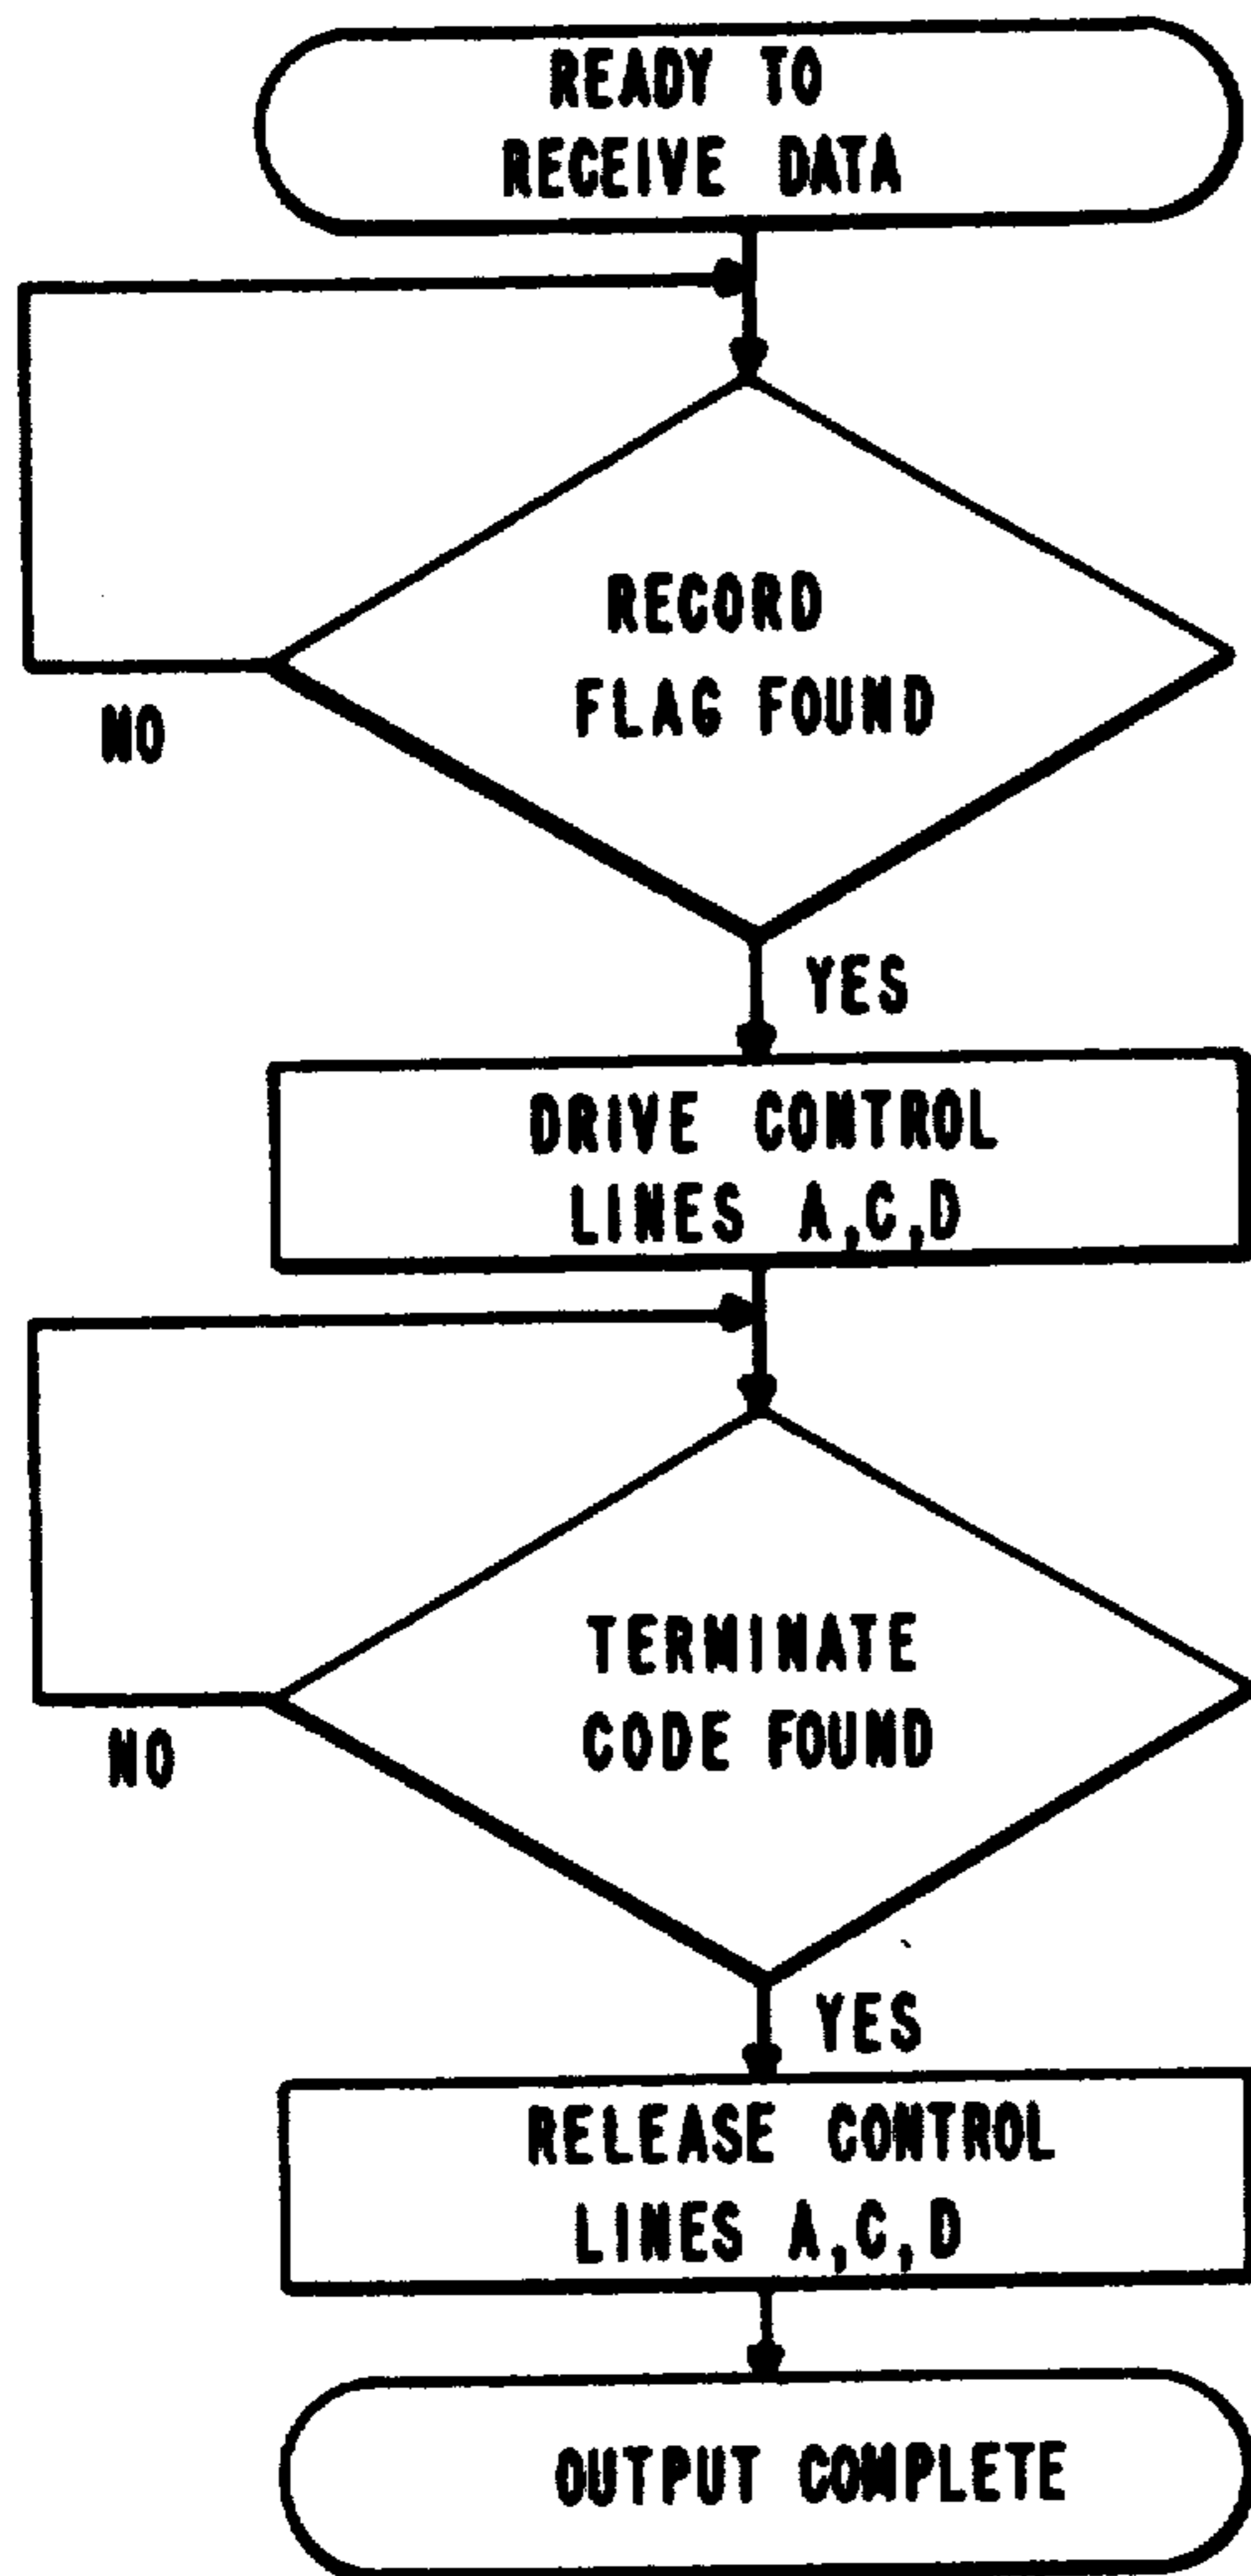 READY TO
RECEIVE DATA
RECORD
FLAG FOUND
NO
YES
DRIVE CONTROL
LINES A,C,D
TERMINATE
CODE FOUND
NO
YES
RELEASE CONTROL
LINES A,C,D
OUTPUT COMPLETE